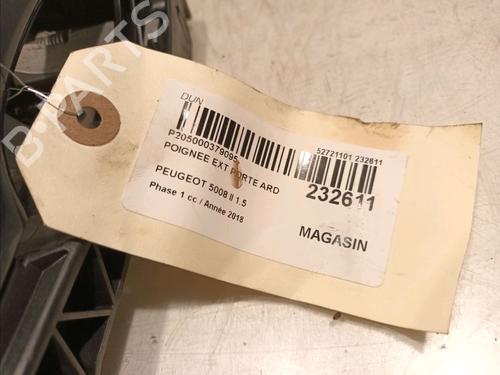 DUN
P205000379095
POIGNEE EXT PORTE ARD
PEUGEOT 5008 II 1.5
Phase 1 cc / Année 2018
52721101 232611
232611
MAGASIN
B-PARTS